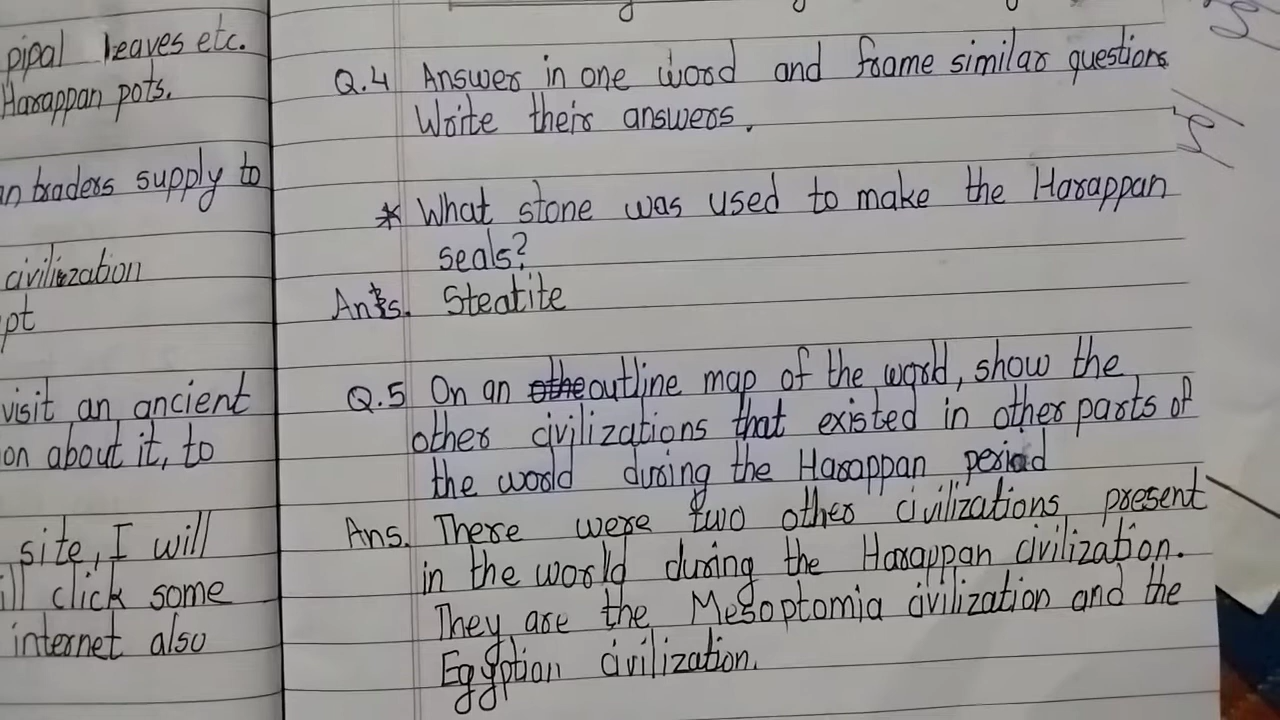 pipal leaves etc.
Harappan pots.
traders supply to
civilization
pt
visit an ancient
on about it, to
site, I will
ill click some
internet also
Q.4 Answer in one word and frame similar questions.
Write their answers.
* What stone was used to make the Harappan
seals?
Ans. Steatite
Q.5 On an outline map of the world, show the
other civilizations that existed in other parts of
the world during the Harappan period
Ans. There were two other civilizations present
in the world during the Harappan civilization.
They are the Mesoptomia civilization and the
Egyption civilization.